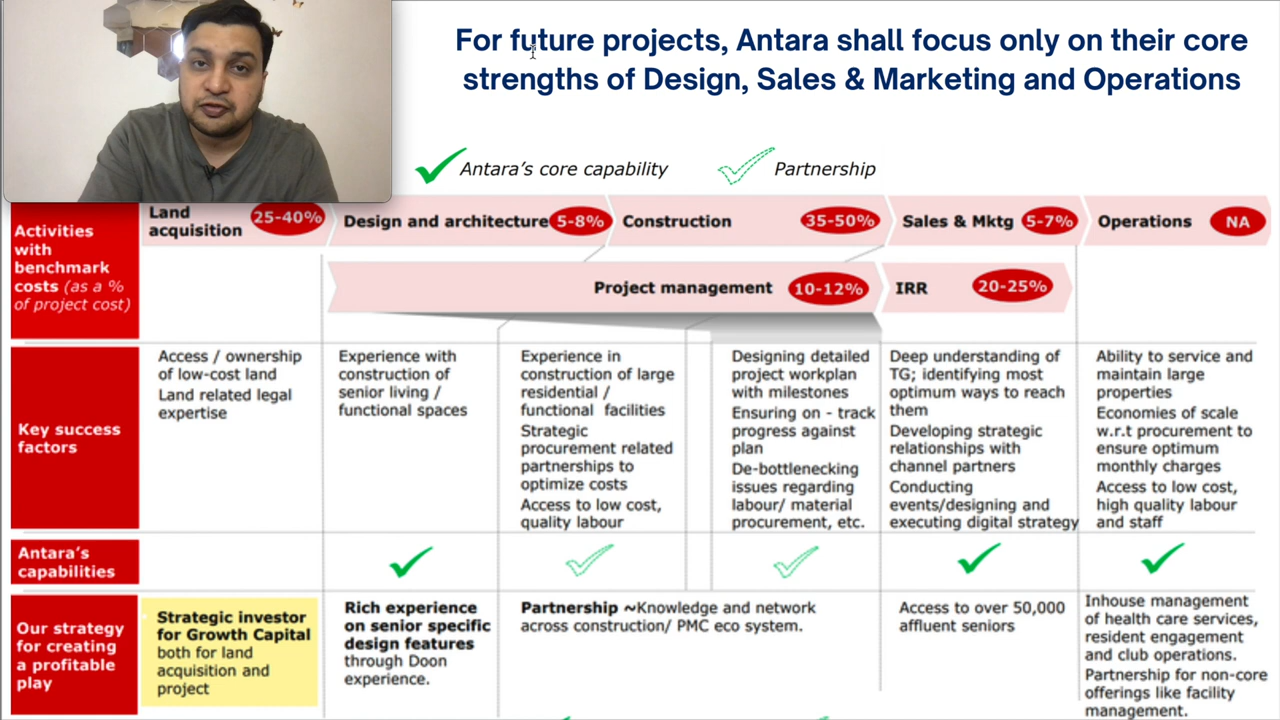 For future projects, Antara shall focus only on their core
strengths of Design, Sales & Marketing and Operations
Antara's core capability
Partnership
Activities
with
benchmark
costs (as a %
of project cost)
Land
acquisition
25-40%
Design and architecture
5-8%
Construction
35-50%
Sales & Mktg
5-7%
Operations
NA
Project management
10-12%
IRR
20-25%
Key success
factors
Access / ownership
of low-cost land
Land related legal
expertise
Experience with
construction of
senior living /
functional spaces
Experience in
construction of large
residential /
functional facilities
Strategic
procurement related
partnerships to
optimize costs
Access to low cost,
quality labour
Designing detailed
project workplan
with milestones
Ensuring on - track
progress against
plan
De-bottlenecking
issues regarding
labour/ material
procurement, etc.
Deep understanding of
TG; identifying most
optimum ways to reach
them
Developing strategic
relationships with
channel partners
Conducting
events/designing and
executing digital strategy
Ability to service and
maintain large
properties
Economies of scale
w.r.t procurement to
ensure optimum
monthly charges
Access to low cost,
high quality labour
and staff
Antara's
capabilities
Our strategy
for creating
a profitable
play
Strategic investor
for Growth Capital
both for land
acquisition and
project
Rich experience
on senior specific
design features
through Doon
experience.
Partnership ~Knowledge and network
across construction/ PMC eco system.
Access to over 50,000
affluent seniors
Inhouse management
of health care services,
resident engagement
and club operations.
Partnership for non-core
offerings like facility
management.